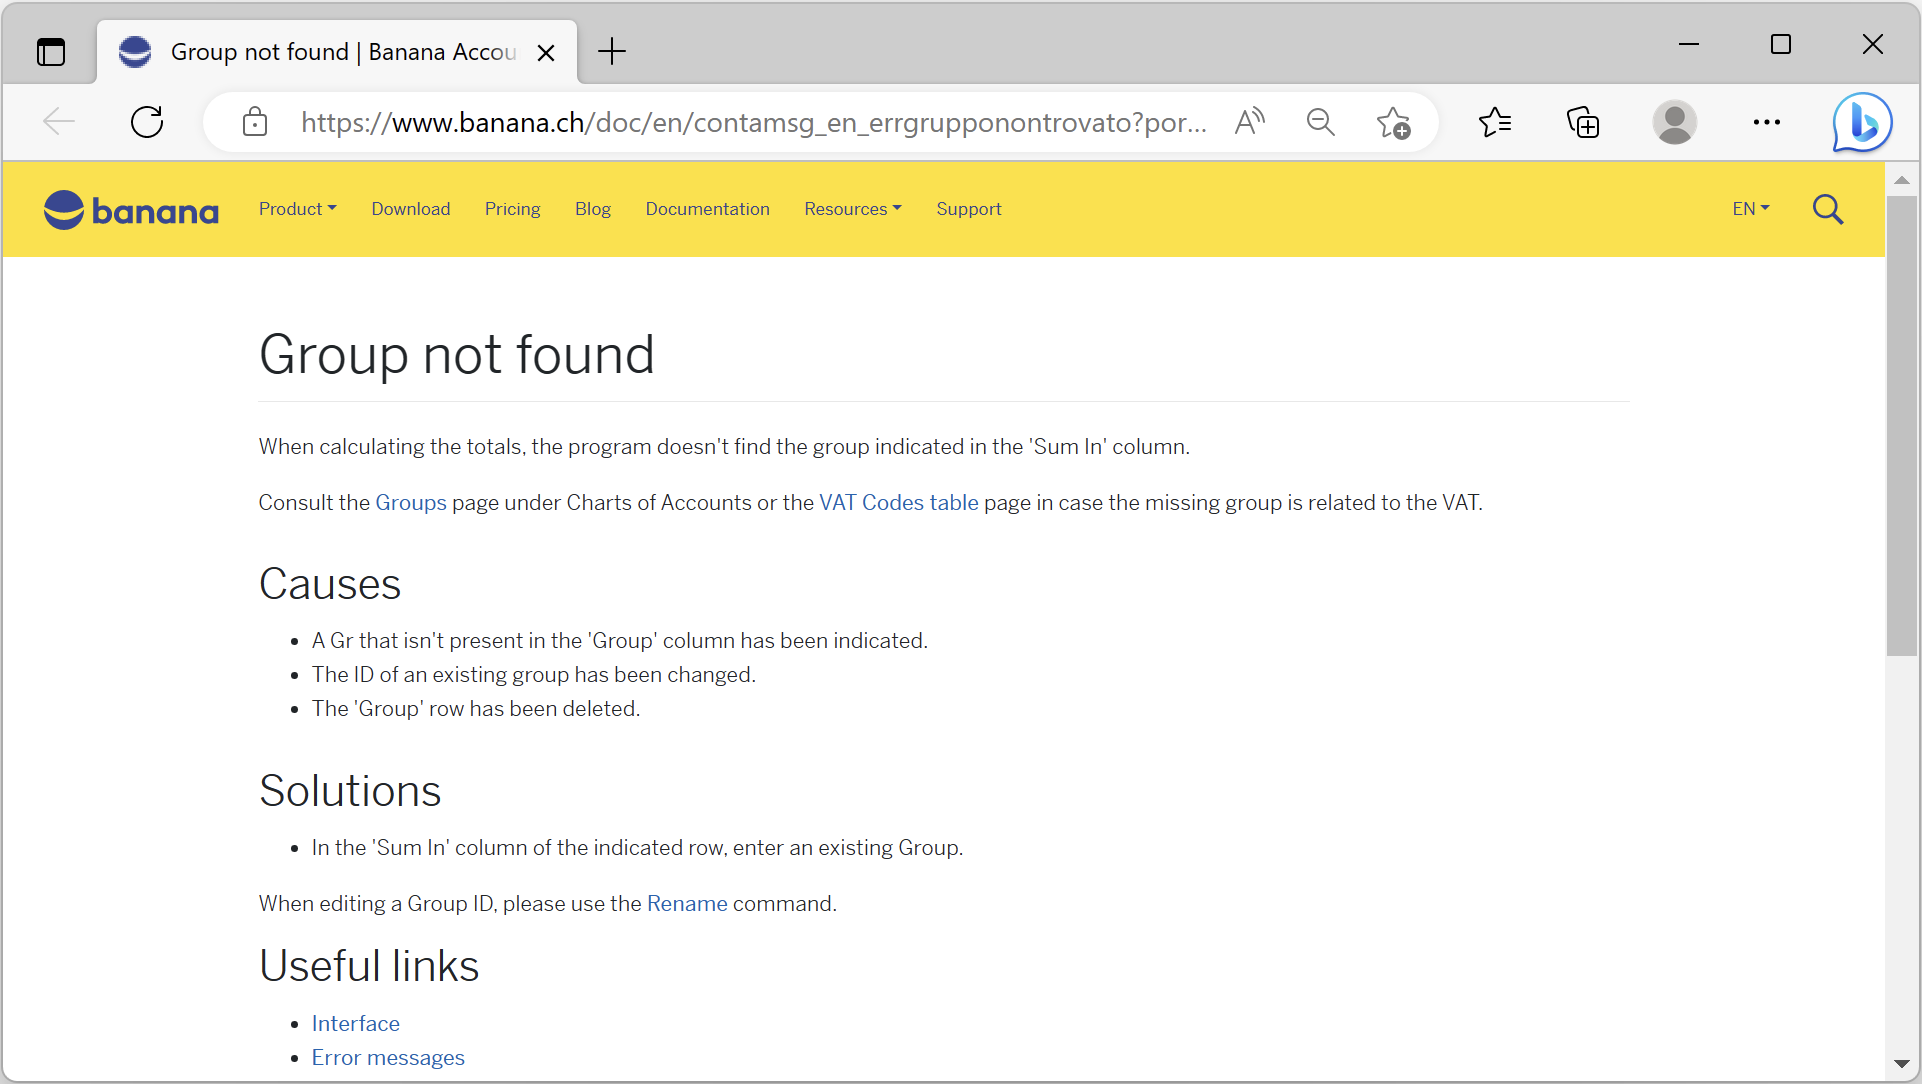 Group not found | Banana Accou
https://www.banana.ch/doc/en/contamsg_en_errgrupponontrovato?por...
banana Product Download Pricing Blog Documentation Resources Support EN
Group not found
When calculating the totals, the program doesn't find the group indicated in the 'Sum In' column.
Consult the Groups page under Charts of Accounts or the VAT Codes table page in case the missing group is related to the VAT.
Causes
• A Gr that isn't present in the 'Group' column has been indicated.
• The ID of an existing group has been changed.
• The 'Group' row has been deleted.
Solutions
• In the 'Sum In' column of the indicated row, enter an existing Group.
When editing a Group ID, please use the Rename command.
Useful links
• Interface
• Error messages